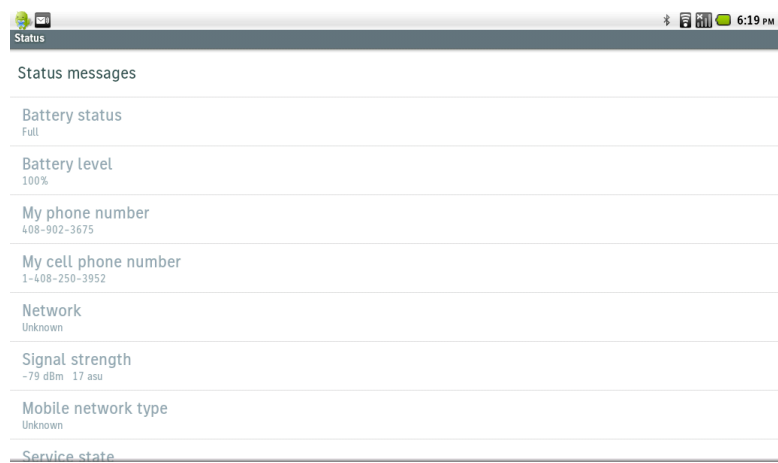 6:19 PM
Status
Status messages
Battery status
Full
Battery level
100%
My phone number
408-902-3675
My cell phone number
1-408-250-3952
Network
Unknown
Signal strength
-79 dBm 17 asu
Mobile network type
Unknown
Service state